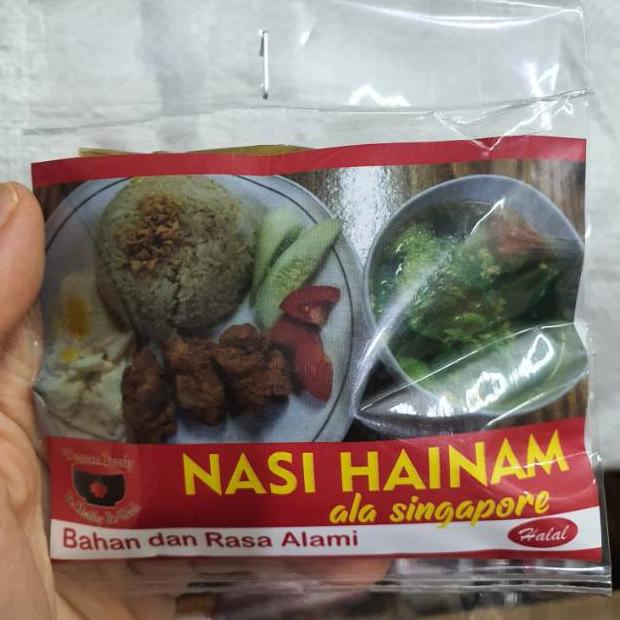 NASI HAINAM
ala singapore
Bahan dan Rasa Alami
Halal